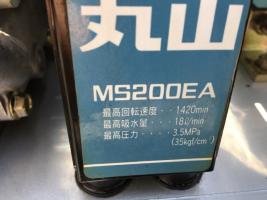 丸山
MS200EA
最高回転速度・・1420min
最高吸水量・・・18ℓ/min
最高圧力・・・3.5MPa
(35kgf/cm²)